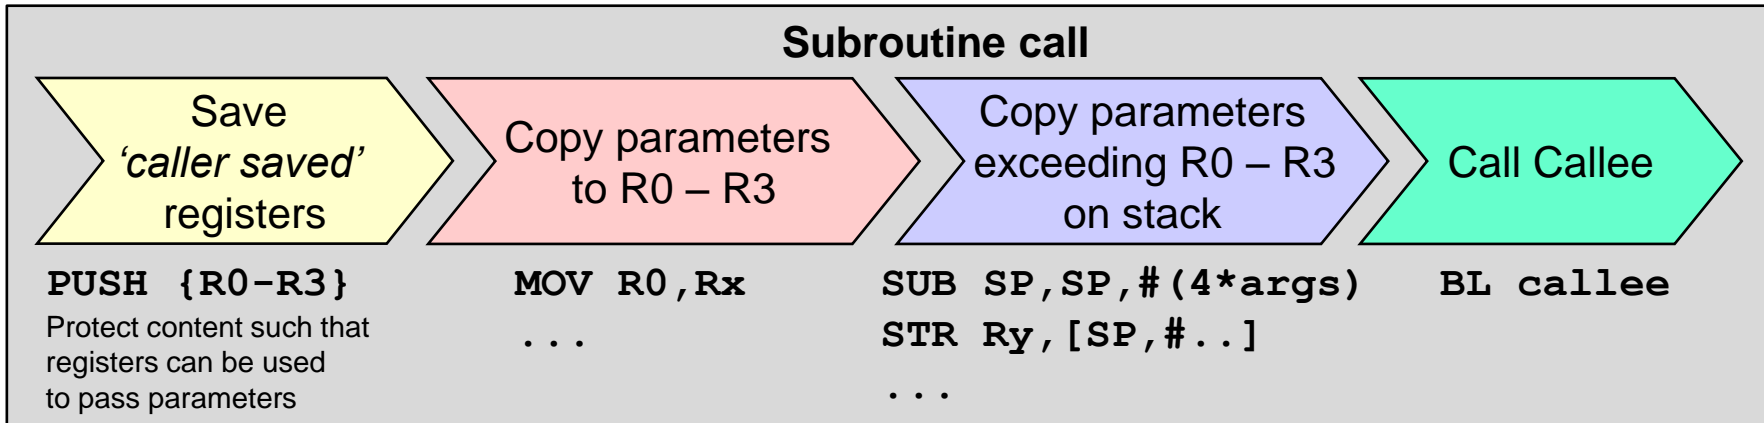 Subroutine call
Save
‘caller saved’
registers
Copy parameters
to R0 – R3
Copy parameters
exceeding R0 – R3
on stack
Call Callee
PUSH {R0-R3}
Protect content such that
registers can be used
to pass parameters
MOV R0,Rx
...
SUB SP,SP,#(4*args)
STR Ry,[SP,#..]
...
BL callee